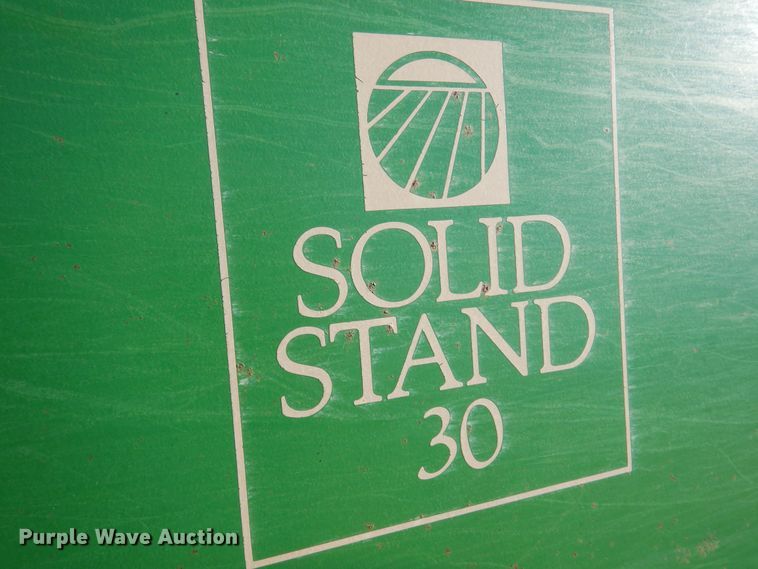 SOLID
STAND
30
Purple Wave Auction